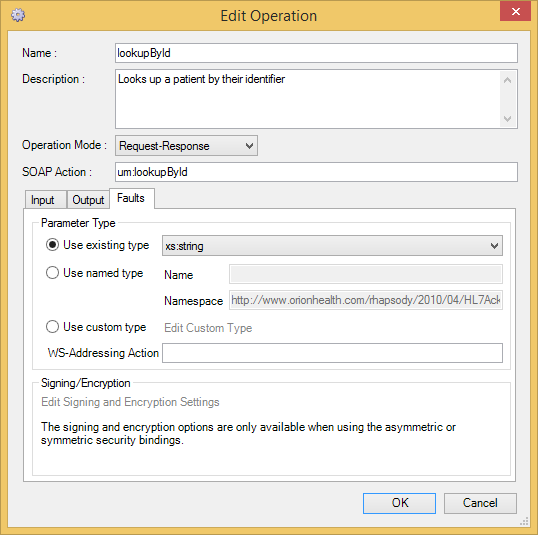 Edit Operation
Name :
lookupById
Description :
Looks up a patient by their identifier
Operation Mode :
Request-Response
SOAP Action :
urn:lookupById
Input
Output
Faults
Parameter Type
Use existing type
xs:string
Use named type
Name
Namespace
http://www.orionhealth.com/rhapsody/2010/04/HL7Ack
Use custom type
Edit Custom Type
WS-Addressing Action
Signing/Encryption
Edit Signing and Encryption Settings
The signing and encryption options are only available when using the asymmetric or
symmetric security bindings.
OK
Cancel